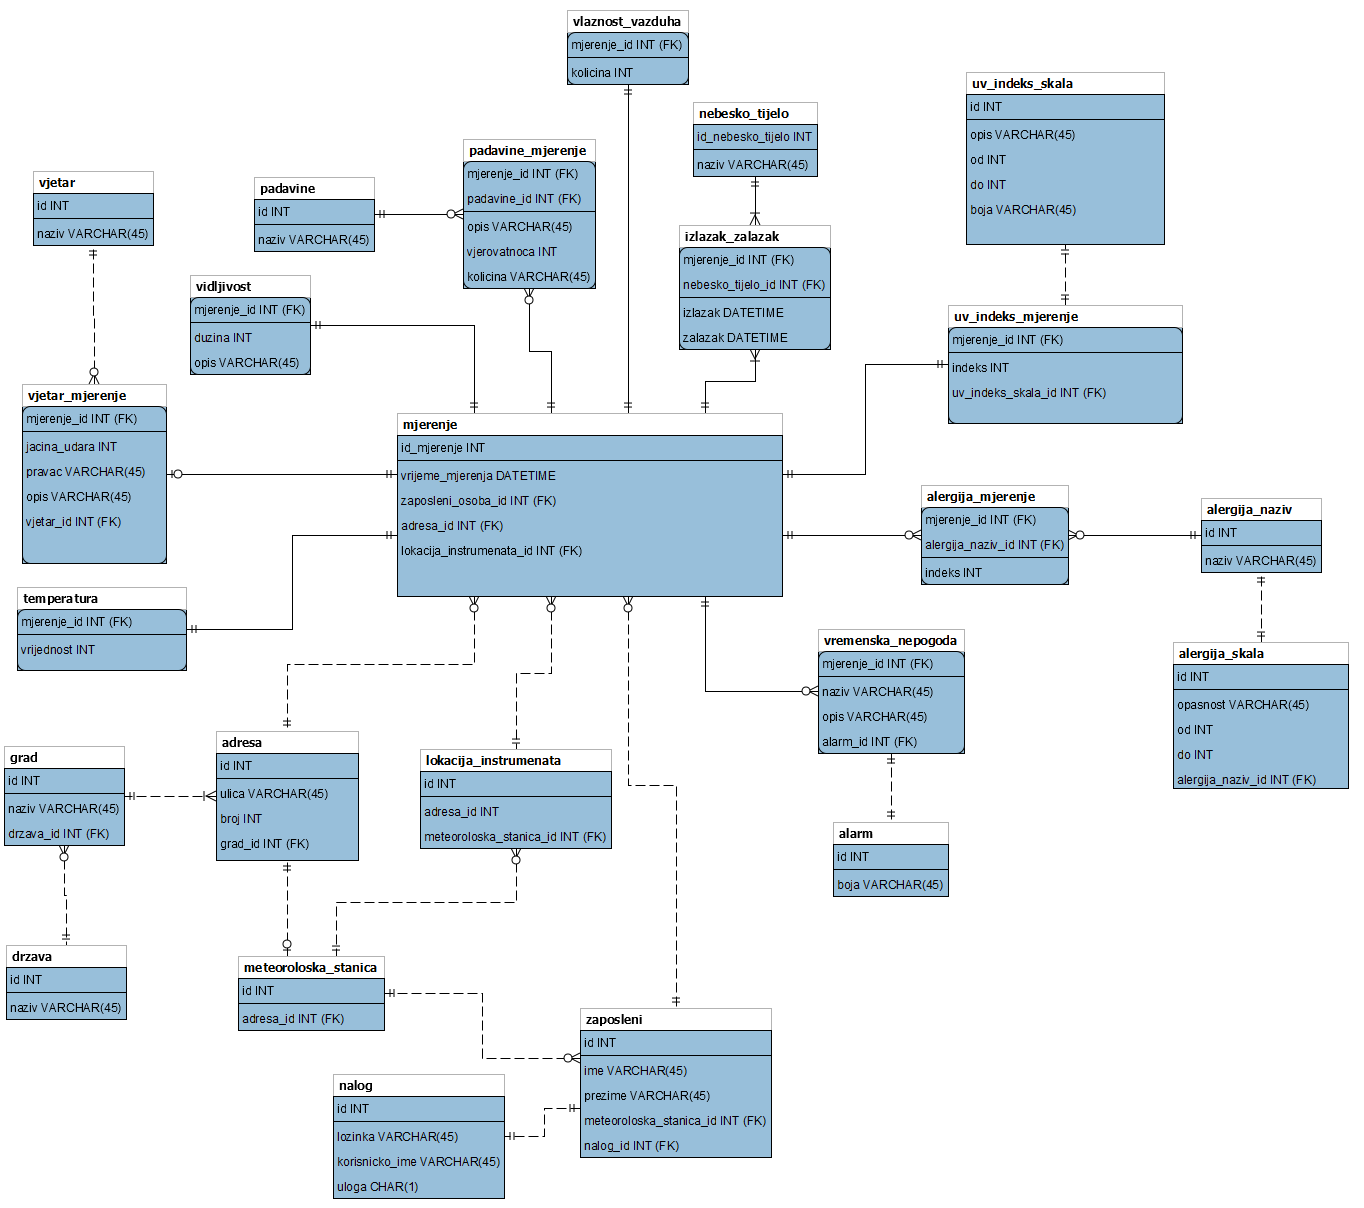 vlaznost_vazduha
mjerenje_id INT (FK)
kolicina INT
uv_indeks_skala
id INT
opis VARCHAR(45)
od INT
do INT
boja VARCHAR(45)
nebesko_tijelo
id_nebesko_tijelo INT
naziv VARCHAR(45)
padavine_mjerenje
mjerenje_id INT (FK)
padavine_id INT (FK)
opis VARCHAR(45)
vjerovatnoca INT
kolicina VARCHAR(45)
vjetar
id INT
naziv VARCHAR(45)
padavine
id INT
naziv VARCHAR(45)
izlazak_zalazak
mjerenje_id INT (FK)
nebesko_tijelo_id INT (FK)
izlazak DATETIME
zalazak DATETIME
vidljivost
mjerenje_id INT (FK)
duzina INT
opis VARCHAR(45)
uv_indeks_mjerenje
mjerenje_id INT (FK)
indeks INT
uv_indeks_skala_id INT (FK)
vjetar_mjerenje
mjerenje_id INT (FK)
jacina_udara INT
pravac VARCHAR(45)
opis VARCHAR(45)
vjetar_id INT (FK)
mjerenje
id_mjerenje INT
vrijeme_mjerenja DATETIME
zaposleni_osoba_id INT (FK)
adresa_id INT (FK)
lokacija_instrumenata_id INT (FK)
alergija_mjerenje
mjerenje_id INT (FK)
alergija_naziv_id INT (FK)
indeks INT
alergija_naziv
id INT
naziv VARCHAR(45)
temperatura
mjerenje_id INT (FK)
vrijednost INT
vremenska_nepogoda
mjerenje_id INT (FK)
naziv VARCHAR(45)
opis VARCHAR(45)
alarm_id INT (FK)
alergija_skala
id INT
opasnost VARCHAR(45)
od INT
do INT
alergija_naziv_id INT (FK)
grad
id INT
naziv VARCHAR(45)
drzava_id INT (FK)
adresa
id INT
ulica VARCHAR(45)
broj INT
grad_id INT (FK)
lokacija_instrumenata
id INT
adresa_id INT
meteoroloska_stanica_id INT (FK)
alarm
id INT
boja VARCHAR(45)
drzava
id INT
naziv VARCHAR(45)
meteoroloska_stanica
id INT
adresa_id INT (FK)
zaposleni
id INT
ime VARCHAR(45)
prezime VARCHAR(45)
meteoroloska_stanica_id INT (FK)
nalog_id INT (FK)
nalog
id INT
lozinka VARCHAR(45)
korisnicko_ime VARCHAR(45)
uloga CHAR(1)